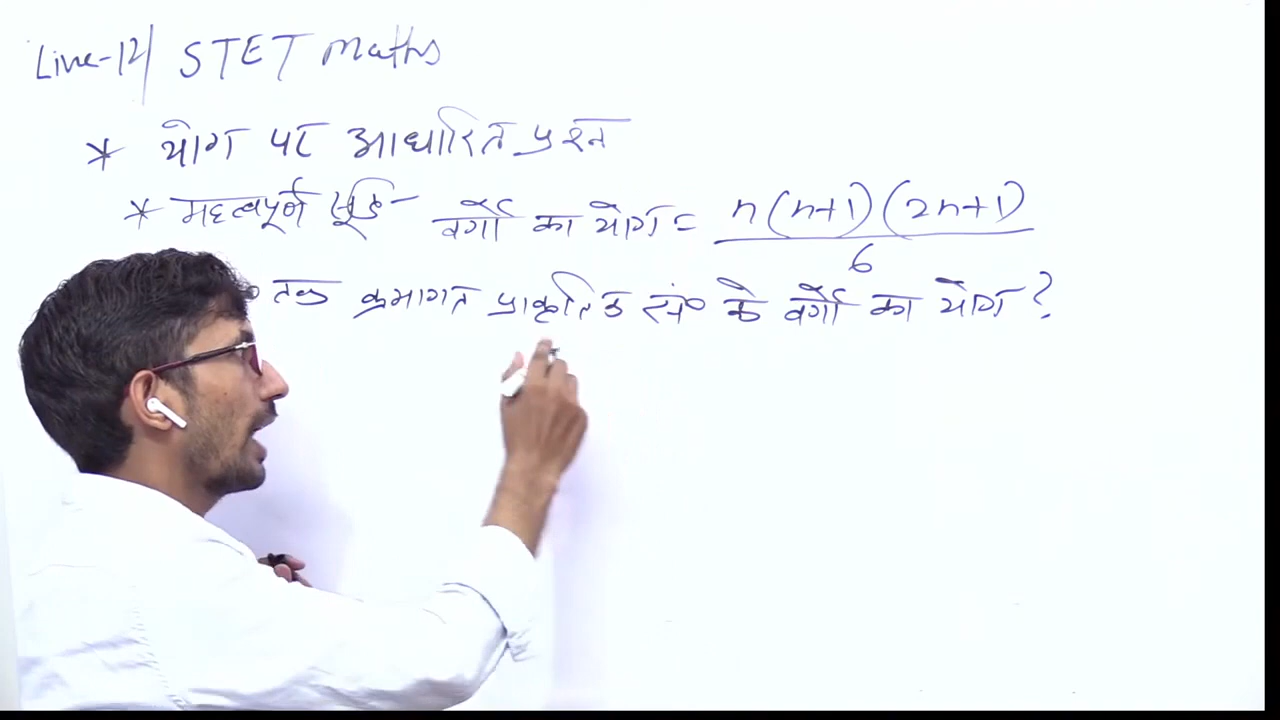 Live-12/ STET Maths
* योग पर आधारित प्रश्न
* महत्वपूर्ण सूत्र- वर्गों का योग = n(n+1)(2n+1)/6
तक क्रमागत प्राकृतिक सं० के वर्गों का योग?